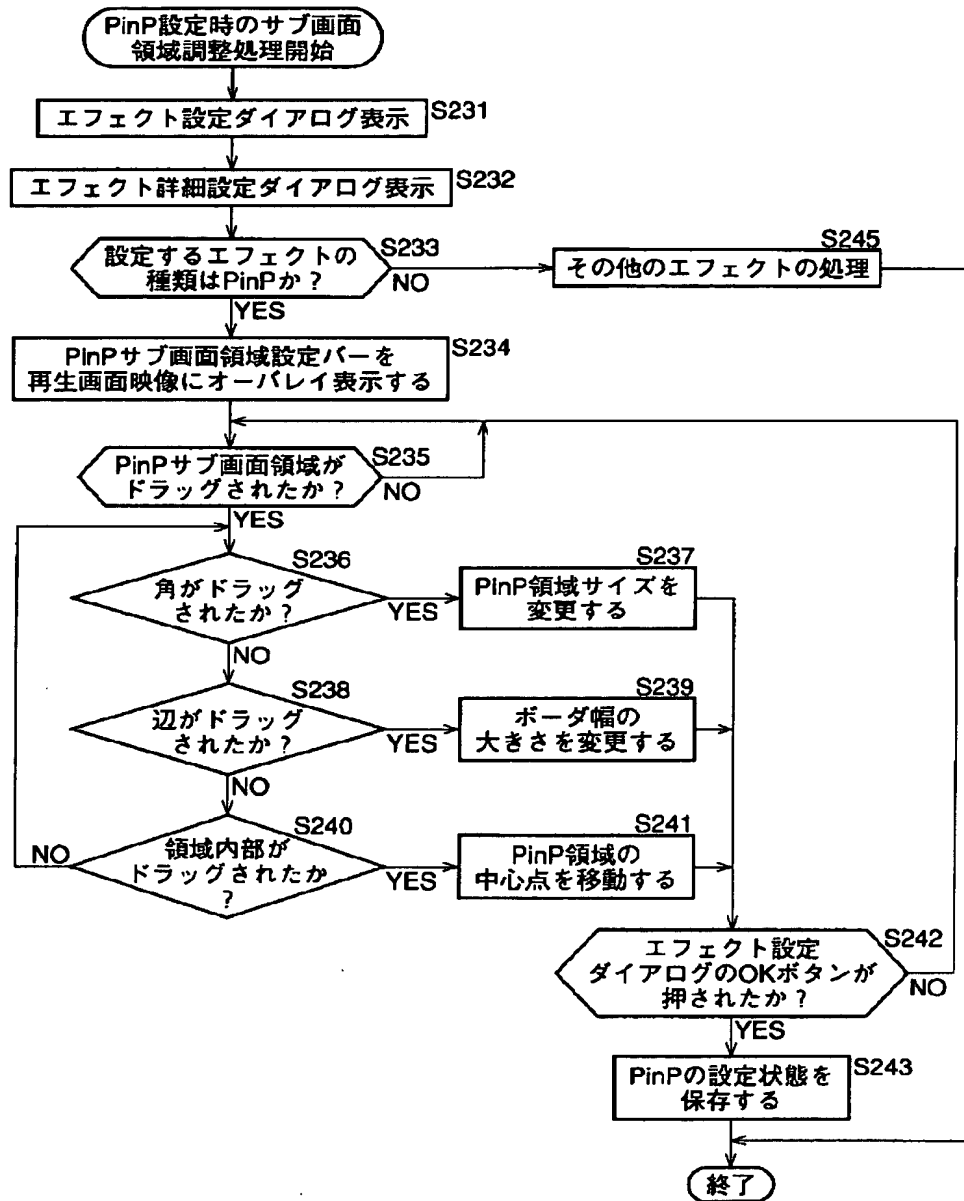 PinP設定時のサブ画面
領域調整処理開始
エフェクト設定ダイアログ表示
S231
エフェクト詳細設定ダイアログ表示
S232
設定するエフェクトの
種類はPinPか？
S233
NO
YES
S245
その他のエフェクトの処理
PinPサブ画面領域設定バーを
再生画面映像にオーバレイ表示する
S234
PinPサブ画面領域が
ドラッグされたか？
S235
NO
YES
S236
角がドラッグ
されたか？
YES
NO
S237
PinP領域サイズを
変更する
S238
辺がドラッグ
されたか？
YES
NO
S239
ボーダ幅の
大きさを変更する
S240
領域内部が
ドラッグされたか
？
NO
YES
S241
PinP領域の
中心点を移動する
エフェクト設定
ダイアログのOKボタンが
押されたか？
S242
NO
YES
PinPの設定状態を
保存する
S243
終了